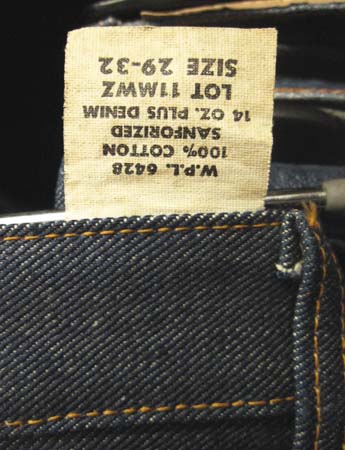 W.P.L. 6428
100% COTTON
SANFORIZED
14 OZ. PLUS DENIM
LOT 11MWZ
SIZE 29-32